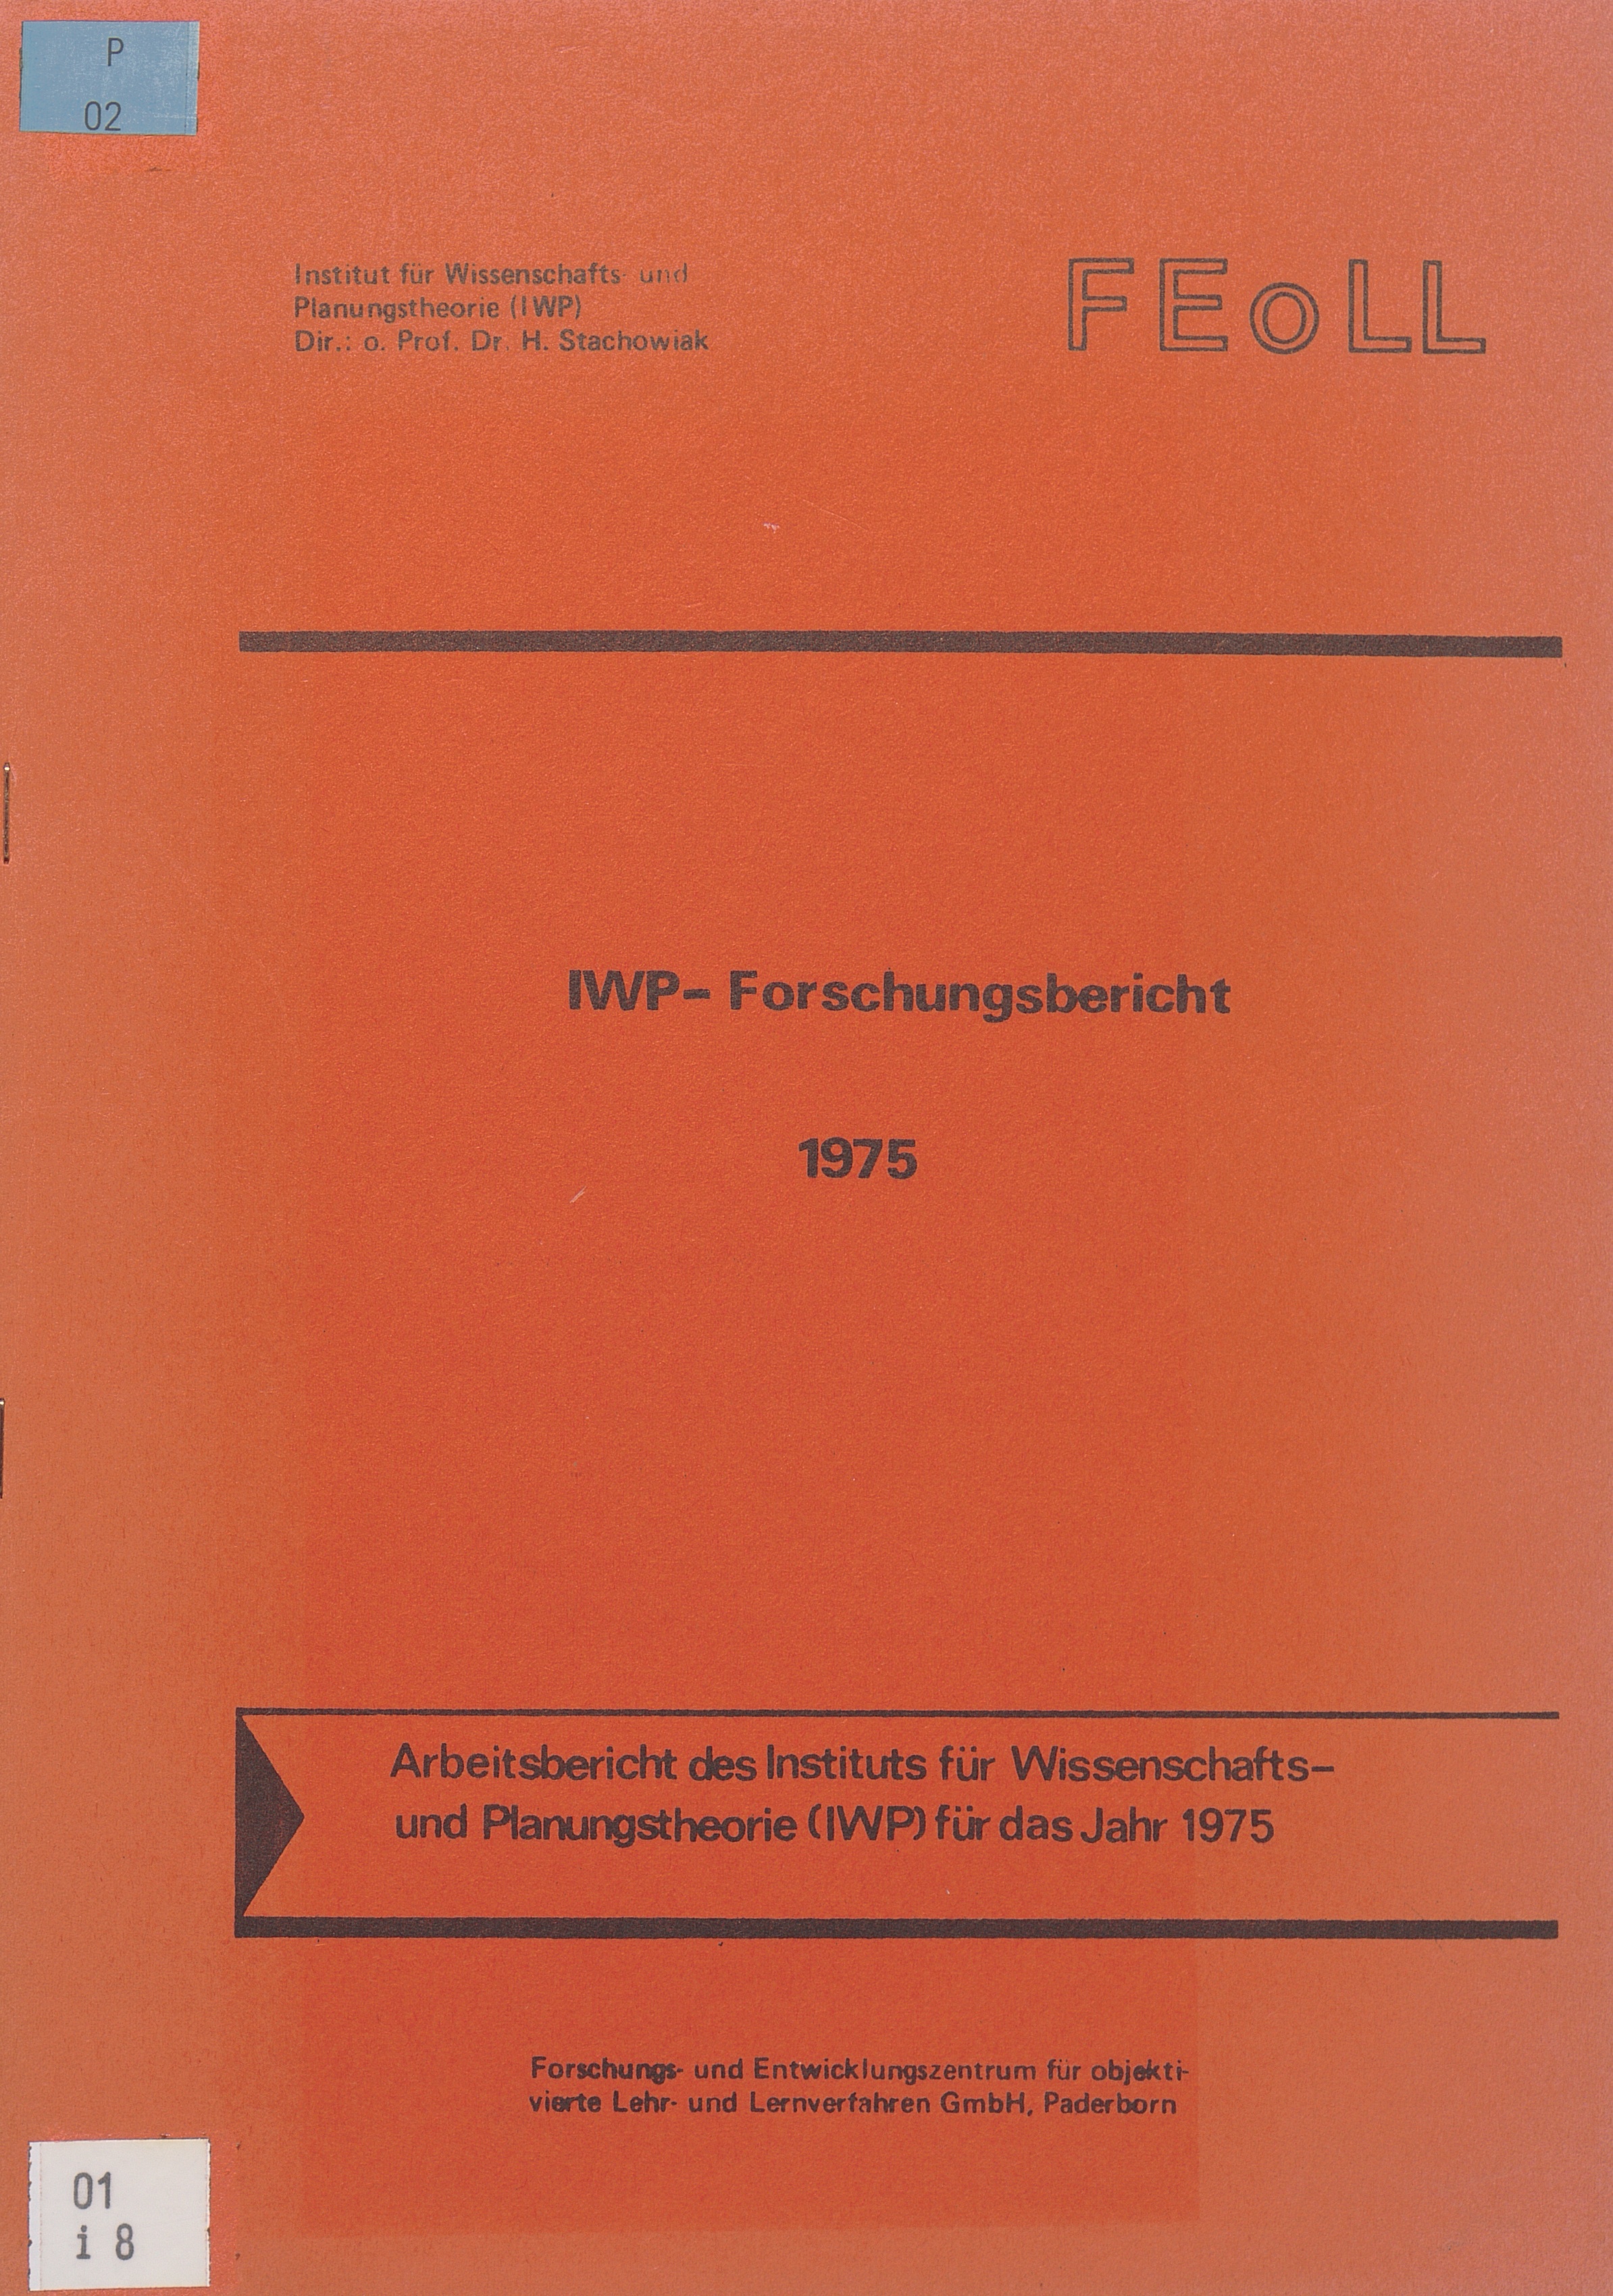 P
02
Institut für Wissenschafts- und
Planungstheorie (IWP)
Dir.: o. Prof. Dr. H. Stachowiak
FEoLL
IWP- Forschungsbericht
1975
Arbeitsbericht des Instituts für Wissenschafts-
und Planungstheorie (IWP) für das Jahr 1975
Forschungs- und Entwicklungszentrum für objekti-
vierte Lehr- und Lernverfahren GmbH, Paderborn
01
i 8